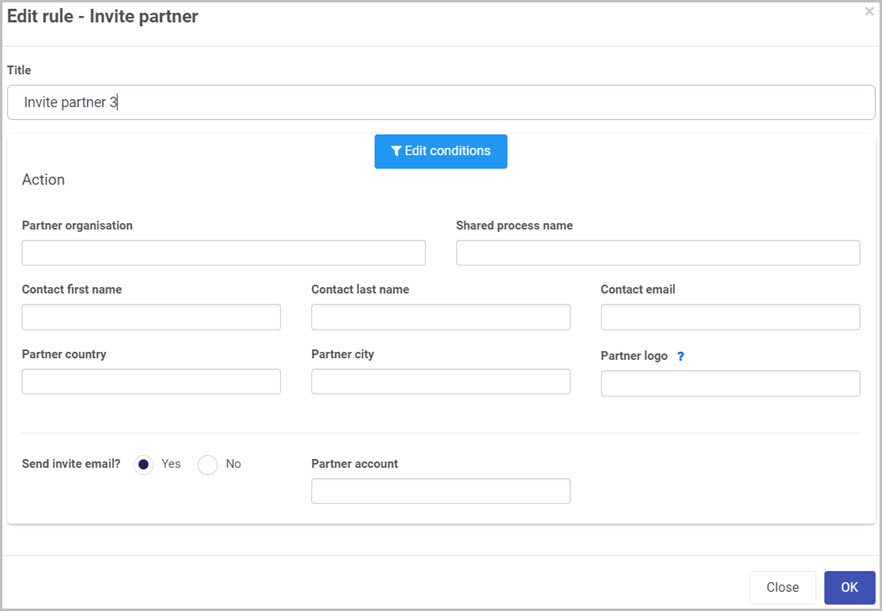 Edit rule - Invite partner
×
Title
Invite partner 3
Edit conditions
Action
Partner organisation
Shared process name
Contact first name
Contact last name
Contact email
Partner country
Partner city
Partner logo ?
Send invite email? Yes No
Partner account
Close
OK